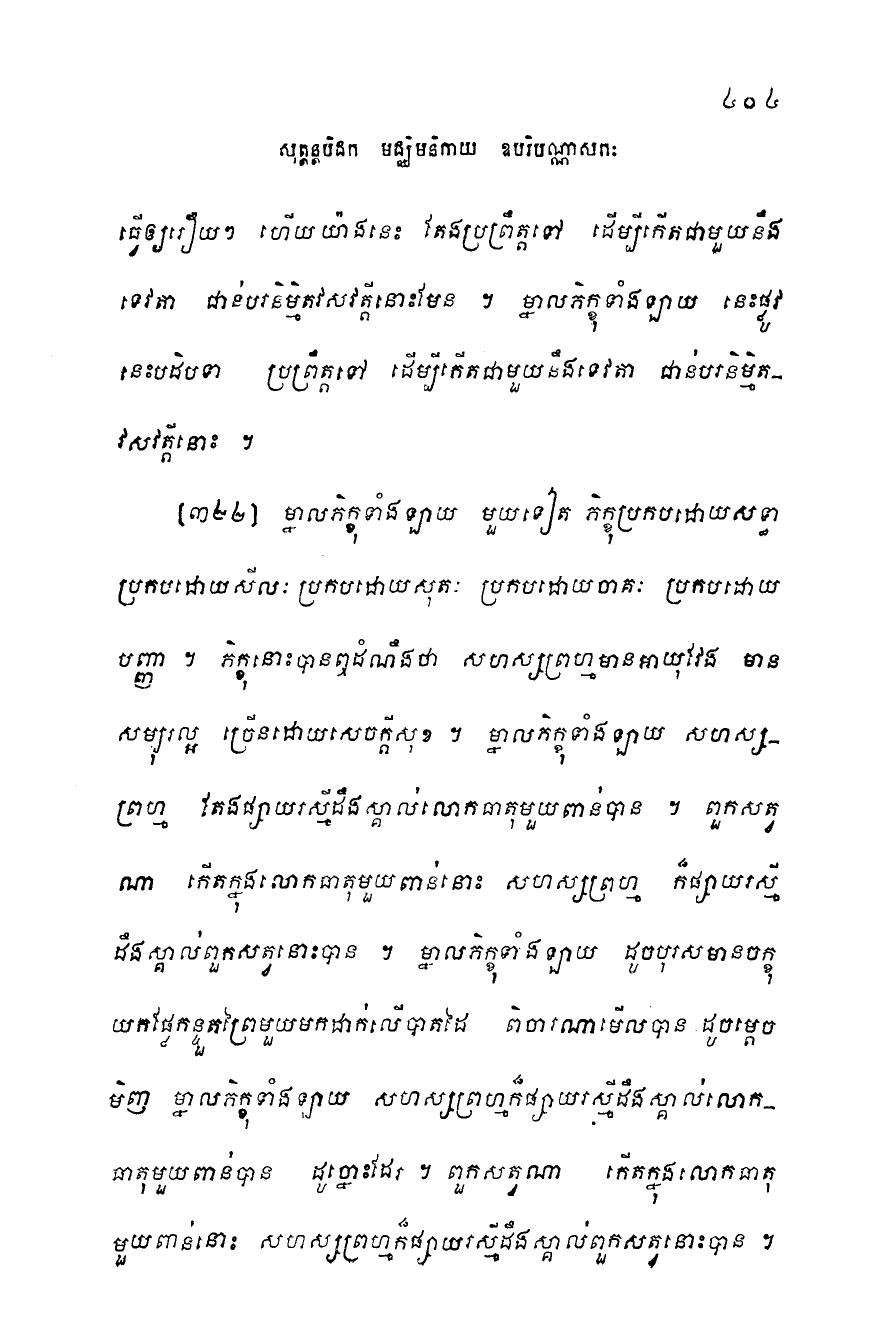 ៤០៤
សុត្តន្តបិដក មជ្ឈិមនិកាយ ឧបរិបណ្ណាសកៈ
ធ្វើឲ្យរឿយៗ ហើយយ៉ាងនេះ តែងប្រព្រឹត្តទៅ ដើម្បីកើតជាមួយនឹង
ទេវតា ជាន់បរនិម្មិតវសវត្តីនោះមែន ។ ម្នាលភិក្ខុទាំងឡាយ នេះផ្លូវ
នេះបដិបទា ប្រព្រឹត្តទៅ ដើម្បីកើតជាមួយនឹងទេវតា ជាន់បរនិម្មិត-
វសវត្តីនោះ ។
[៣២២] ម្នាលភិក្ខុទាំងឡាយ មួយទៀត ភិក្ខុប្រកបដោយសទ្ធា
ប្រកបដោយសីលៈ ប្រកបដោយសុតៈ ប្រកបដោយចាគៈ ប្រកបដោយ
បញ្ញា ។ ភិក្ខុនោះបានឮដំណឹងថា សហស្សព្រហ្មមានអាយុវែង មាន
សម្បុរល្អ ច្រើនដោយសេចក្តីសុខ ។ ម្នាលភិក្ខុទាំងឡាយ សហស្ស-
ព្រហ្ម តែងផ្សាយរស្មីដឹងស្គាល់លោកធាតុមួយពាន់បាន ។ ពួកសត្វ
ណា កើតក្នុងលោកធាតុមួយពាន់នោះ សហស្សព្រហ្ម ក៏ផ្សាយរស្មី
ដឹងស្គាល់ពួកសត្វនោះបាន ។ ម្នាលភិក្ខុទាំងឡាយ ដូចបុរសមានចក្ខុ
យកផ្លែកន្ទួតព្រៃមួយមកដាក់លើបាតដៃ ពិចារណាមើលបាន ដូចម្តេច
មិញ ម្នាលភិក្ខុទាំងឡាយ សហស្សព្រហ្មក៏ផ្សាយរស្មីដឹងស្គាល់លោក-
ធាតុមួយពាន់បាន ដូច្នោះដែរ ។ ពួកសត្វណា កើតក្នុងលោកធាតុ
មួយពាន់នោះ សហស្សព្រហ្មក៏ផ្សាយរស្មីដឹងស្គាល់ពួកសត្វនោះបាន ។